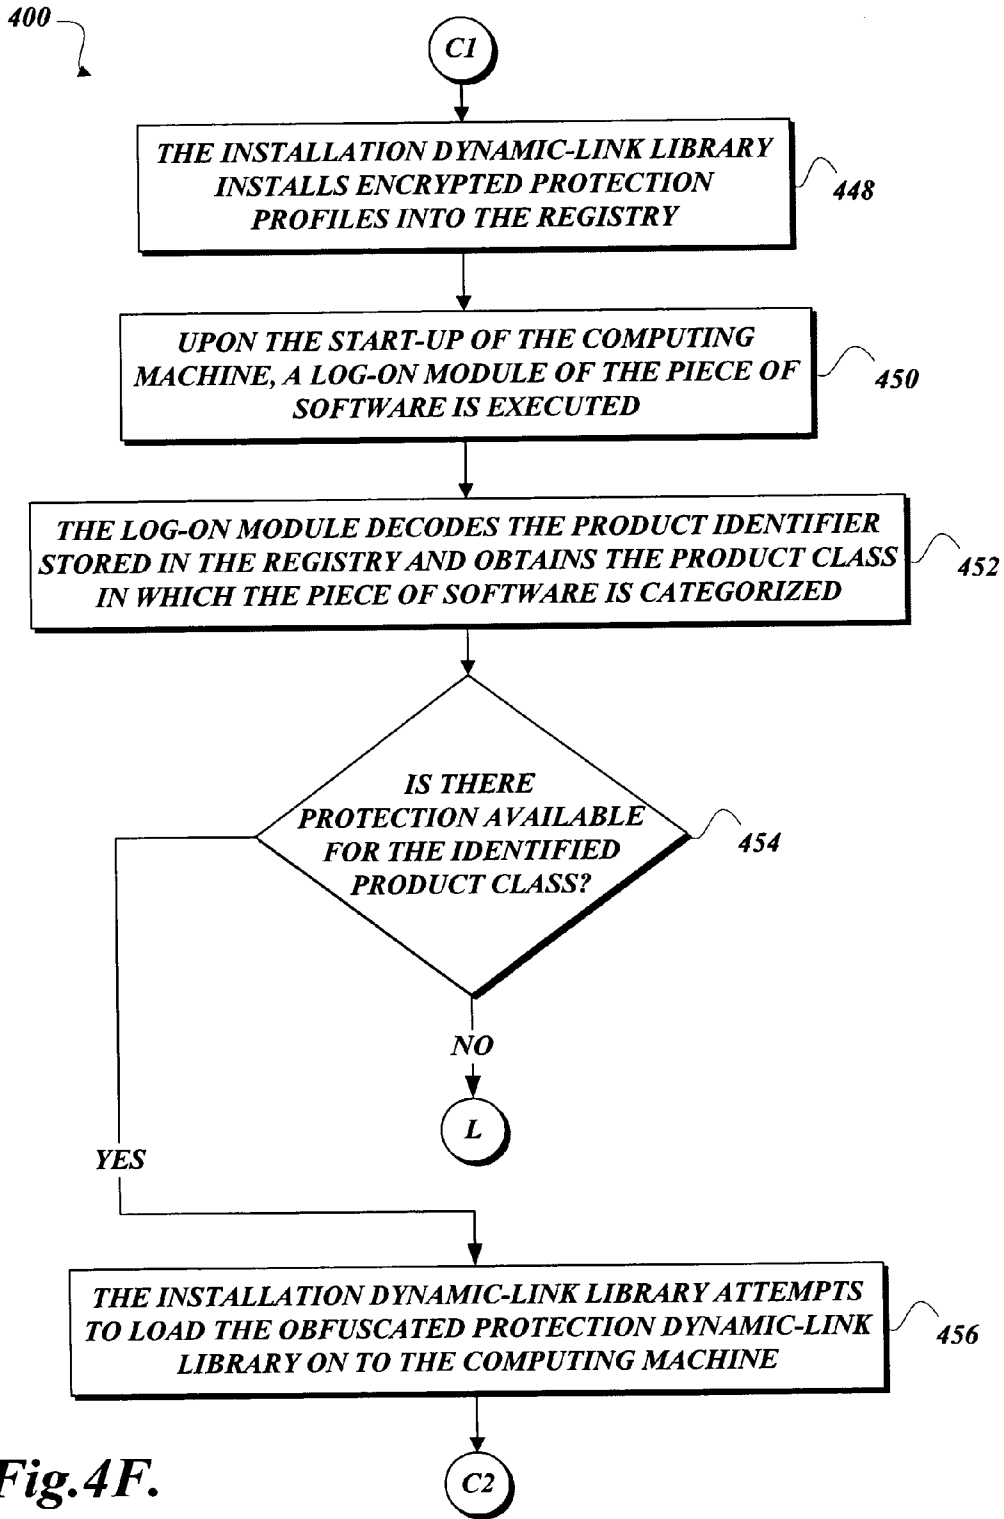 400
C1
THE INSTALLATION DYNAMIC-LINK LIBRARY
INSTALLS ENCRYPTED PROTECTION
PROFILES INTO THE REGISTRY
448
UPON THE START-UP OF THE COMPUTING
MACHINE, A LOG-ON MODULE OF THE PIECE OF
SOFTWARE IS EXECUTED
450
THE LOG-ON MODULE DECODES THE PRODUCT IDENTIFIER
STORED IN THE REGISTRY AND OBTAINS THE PRODUCT CLASS
IN WHICH THE PIECE OF SOFTWARE IS CATEGORIZED
452
IS THERE
PROTECTION AVAILABLE
FOR THE IDENTIFIED
PRODUCT CLASS?
454
NO
L
YES
THE INSTALLATION DYNAMIC-LINK LIBRARY ATTEMPTS
TO LOAD THE OBFUSCATED PROTECTION DYNAMIC-LINK
LIBRARY ON TO THE COMPUTING MACHINE
456
C2
Fig.4F.